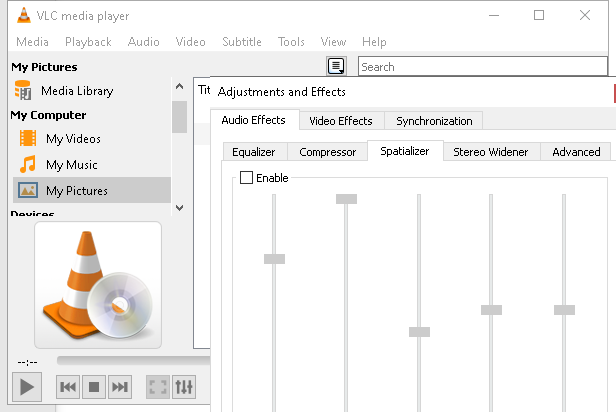 VLC media player
Media Playback Audio Video Subtitle Tools View Help
My Pictures
Search
Media Library
My Computer
My Videos
My Music
My Pictures
Devices
--:--
Tit
Adjustments and Effects
Audio Effects Video Effects Synchronization
Equalizer Compressor Spatializer Stereo Widener Advanced
Enable